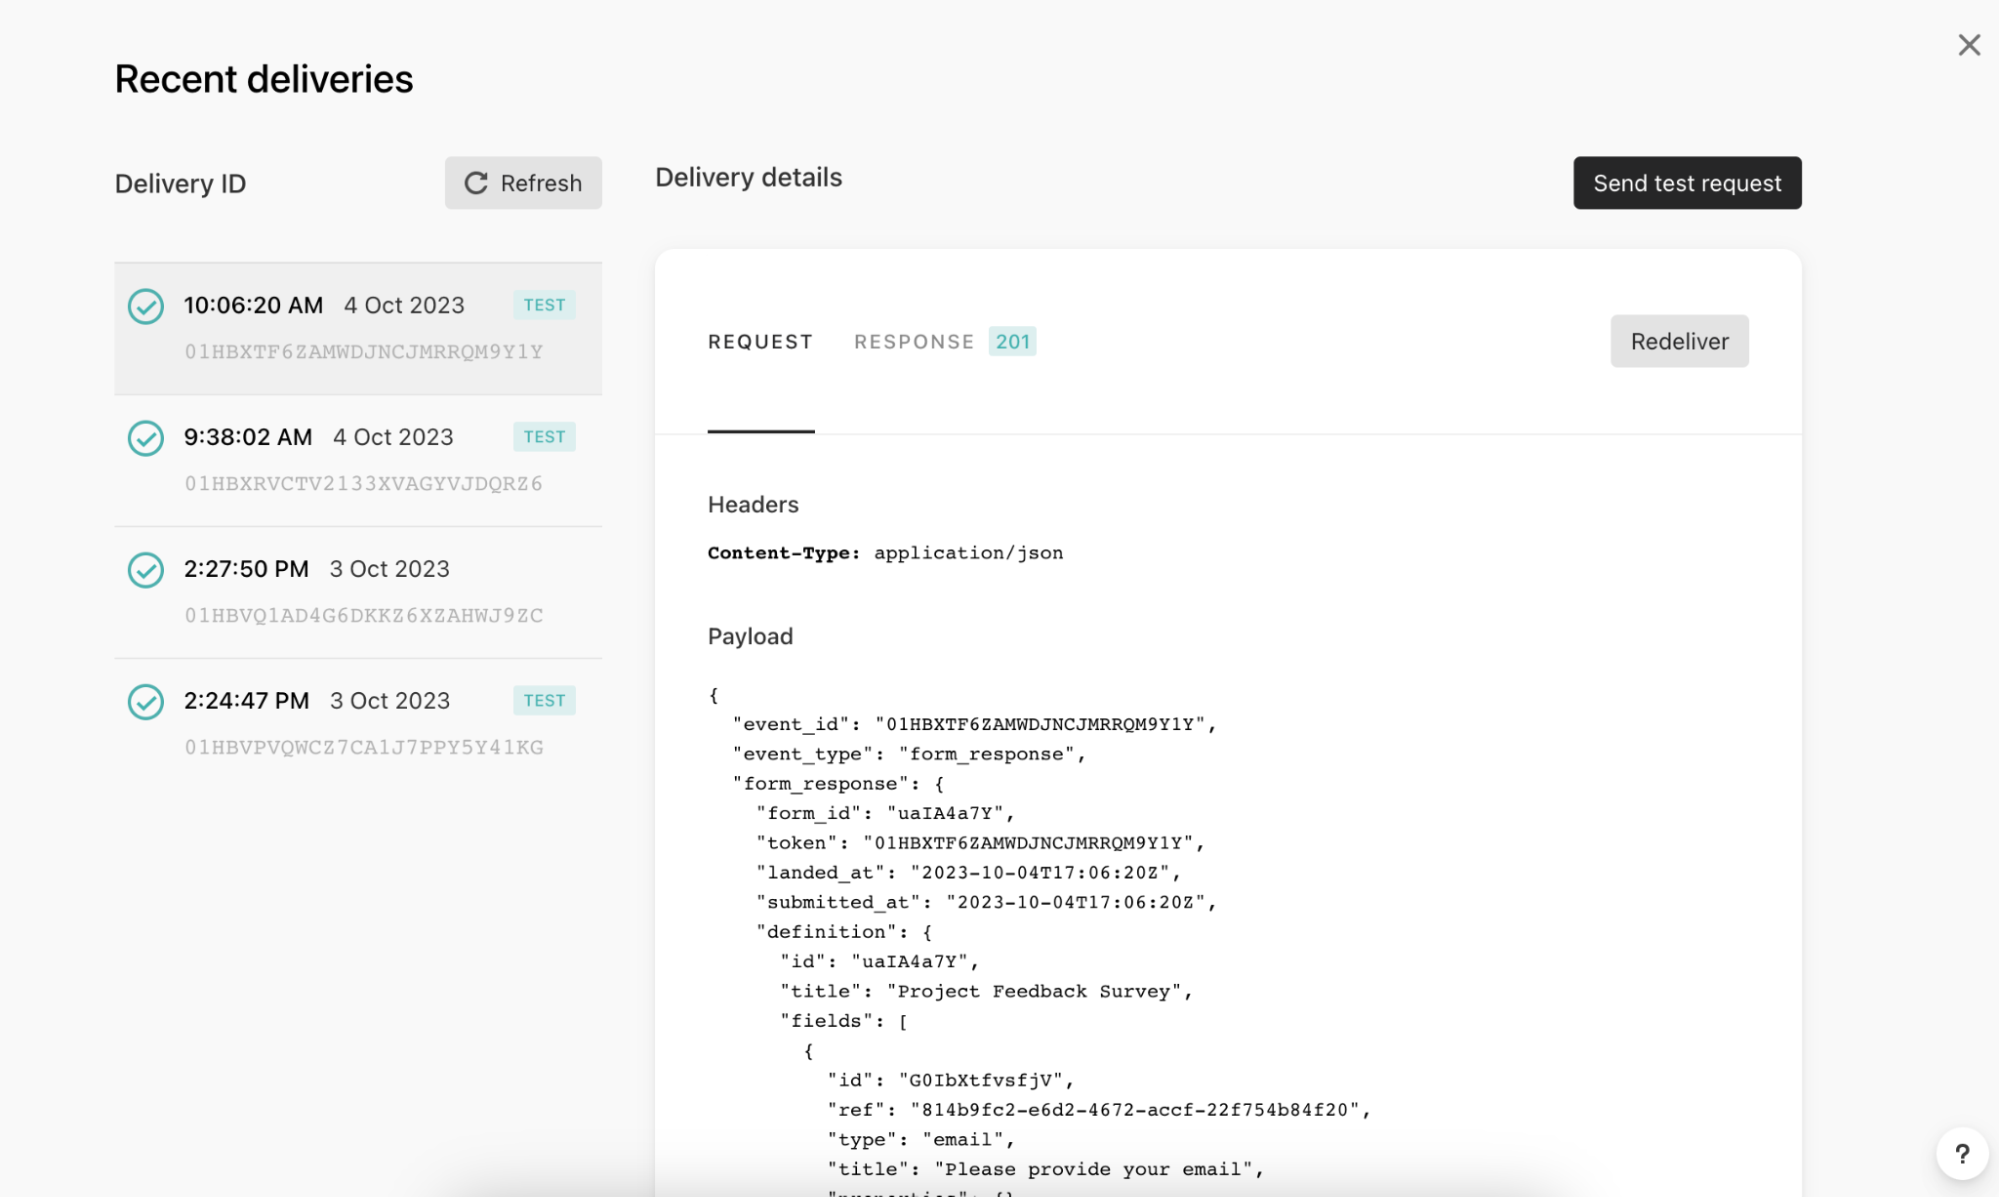 Recent deliveries
Delivery ID
Refresh
10:06:20 AM 4 Oct 2023 TEST
01HBXTF6ZAMWDJNCJMRRQM9Y1Y
9:38:02 AM 4 Oct 2023 TEST
01HBXRVCTV2133XVAGYVJDQRZ6
2:27:50 PM 3 Oct 2023
01HBVQ1AD4G6DKKZ6XZAHWJ9ZC
2:24:47 PM 3 Oct 2023 TEST
01HBVPVQWCZ7CA1J7PPY5Y41KG
Delivery details
Send test request
REQUEST RESPONSE 201
Redeliver
Headers
Content-Type: application/json
Payload
{
"event_id": "01HBXTF6ZAMWDJNCJMRRQM9Y1Y",
"event_type": "form_response",
"form_response": {
"form_id": "uaIA4a7Y",
"token": "01HBXTF6ZAMWDJNCJMRRQM9Y1Y",
"landed_at": "2023-10-04T17:06:20Z",
"submitted_at": "2023-10-04T17:06:20Z",
"definition": {
"id": "uaIA4a7Y",
"title": "Project Feedback Survey",
"fields": [
{
"id": "G0IbXtfvsfjV",
"ref": "814b9fc2-e6d2-4672-accf-22f754b84f20",
"type": "email",
"title": "Please provide your email",
?